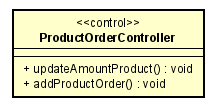 <<control>>
ProductOrderController
+ updateAmountProduct() : void
+ addProductOrder() : void